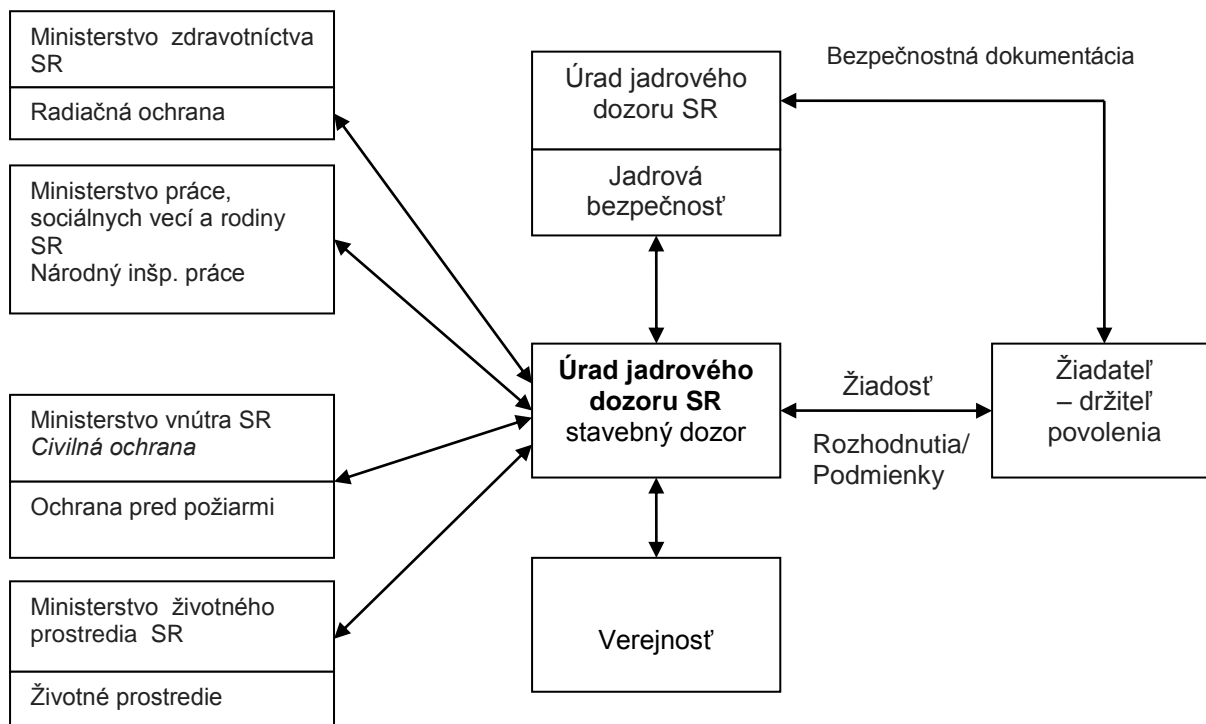 Ministerstvo zdravotníctva
SR
Radiačná ochrana
Ministerstvo práce,
sociálnych vecí a rodiny
SR
Národný inšp. práce
Ministerstvo vnútra SR
Civilná ochrana
Ochrana pred požiarmi
Ministerstvo životného
prostredia SR
Životné prostredie
Úrad jadrového
dozoru SR
Jadrová
bezpečnosť
Úrad jadrového
dozoru SR
stavebný dozor
Verejnosť
Bezpečnostná dokumentácia
Žiadosť
Rozhodnutia/
Podmienky
Žiadateľ
– držiteľ
povolenia